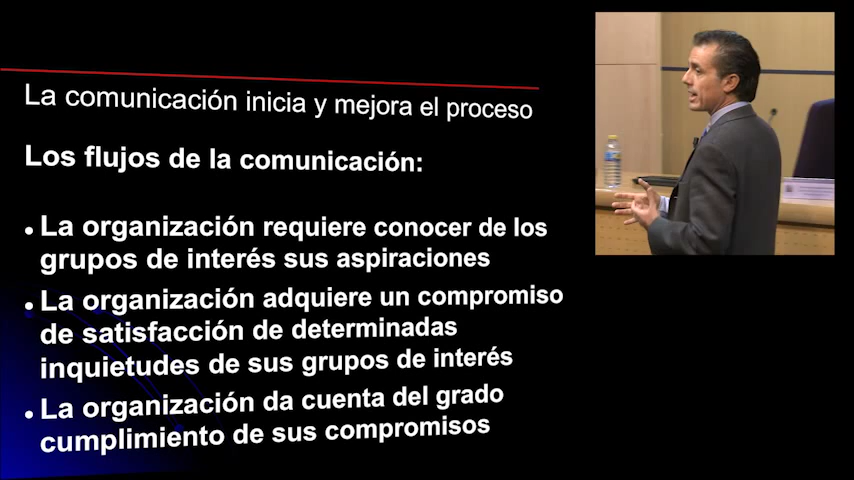 La comunicación inicia y mejora el proceso
Los flujos de la comunicación:
La organización requiere conocer de los
grupos de interés sus aspiraciones
La organización adquiere un compromiso
de satisfacción de determinadas
inquietudes de sus grupos de interés
La organización da cuenta del grado
cumplimiento de sus compromisos